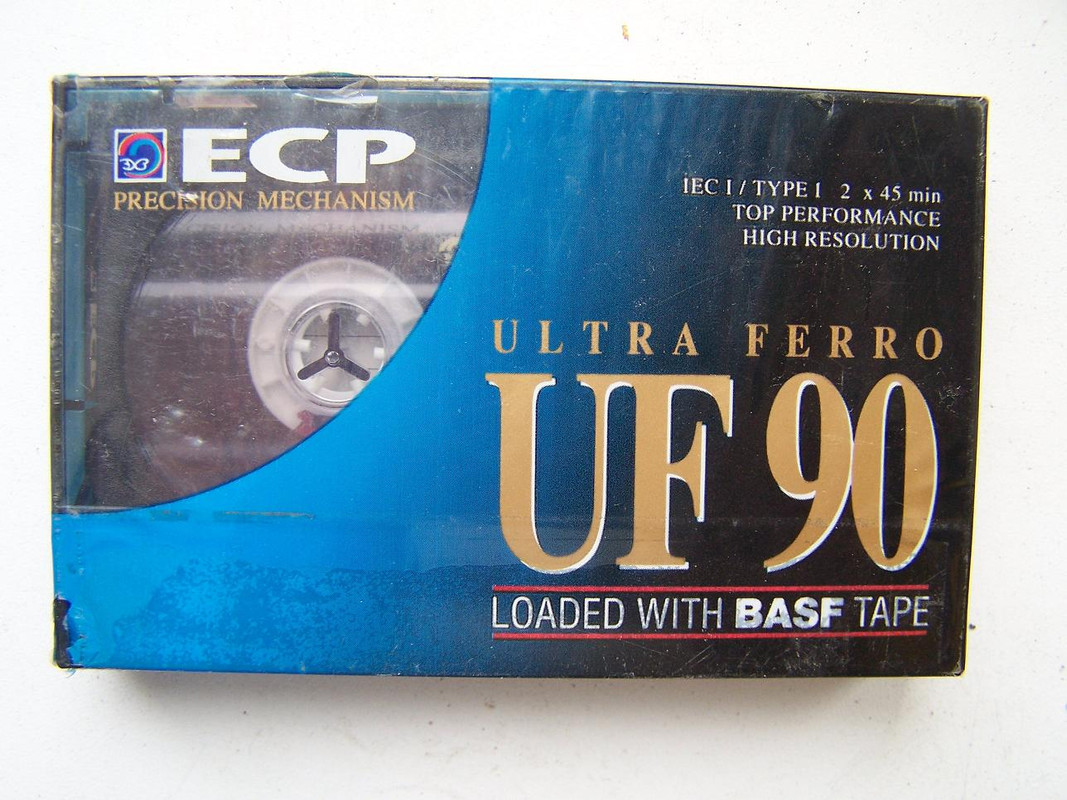 ECP
PRECISION MECHANISM
IEC I / TYPE I 2 x 45 min
TOP PERFORMANCE
HIGH RESOLUTION
ULTRA FERRO
UF 90
LOADED WITH BASF TAPE